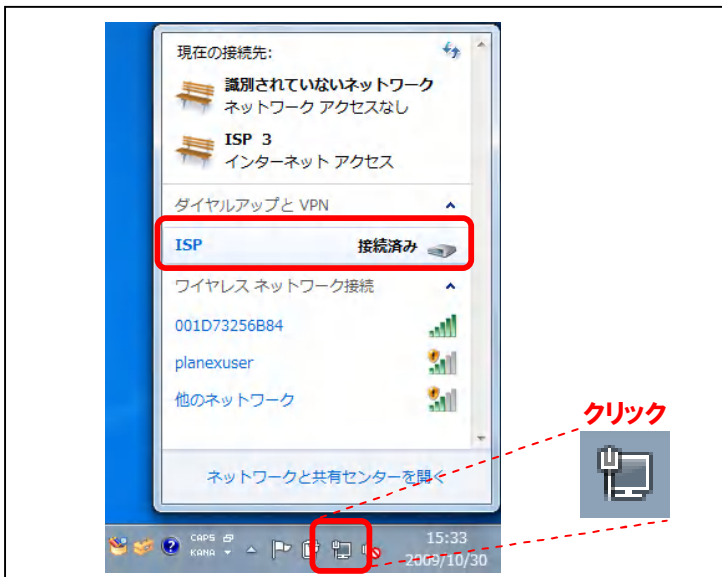 現在の接続先:
識別されていないネットワーク
ネットワーク アクセスなし
ISP 3
インターネット アクセス
ダイヤルアップと VPN
ISP 接続済み
ワイヤレス ネットワーク接続
001D73256B84
planexuser
他のネットワーク
ネットワークと共有センターを開く
クリック
CAPS
KANA
15:33
2009/10/30